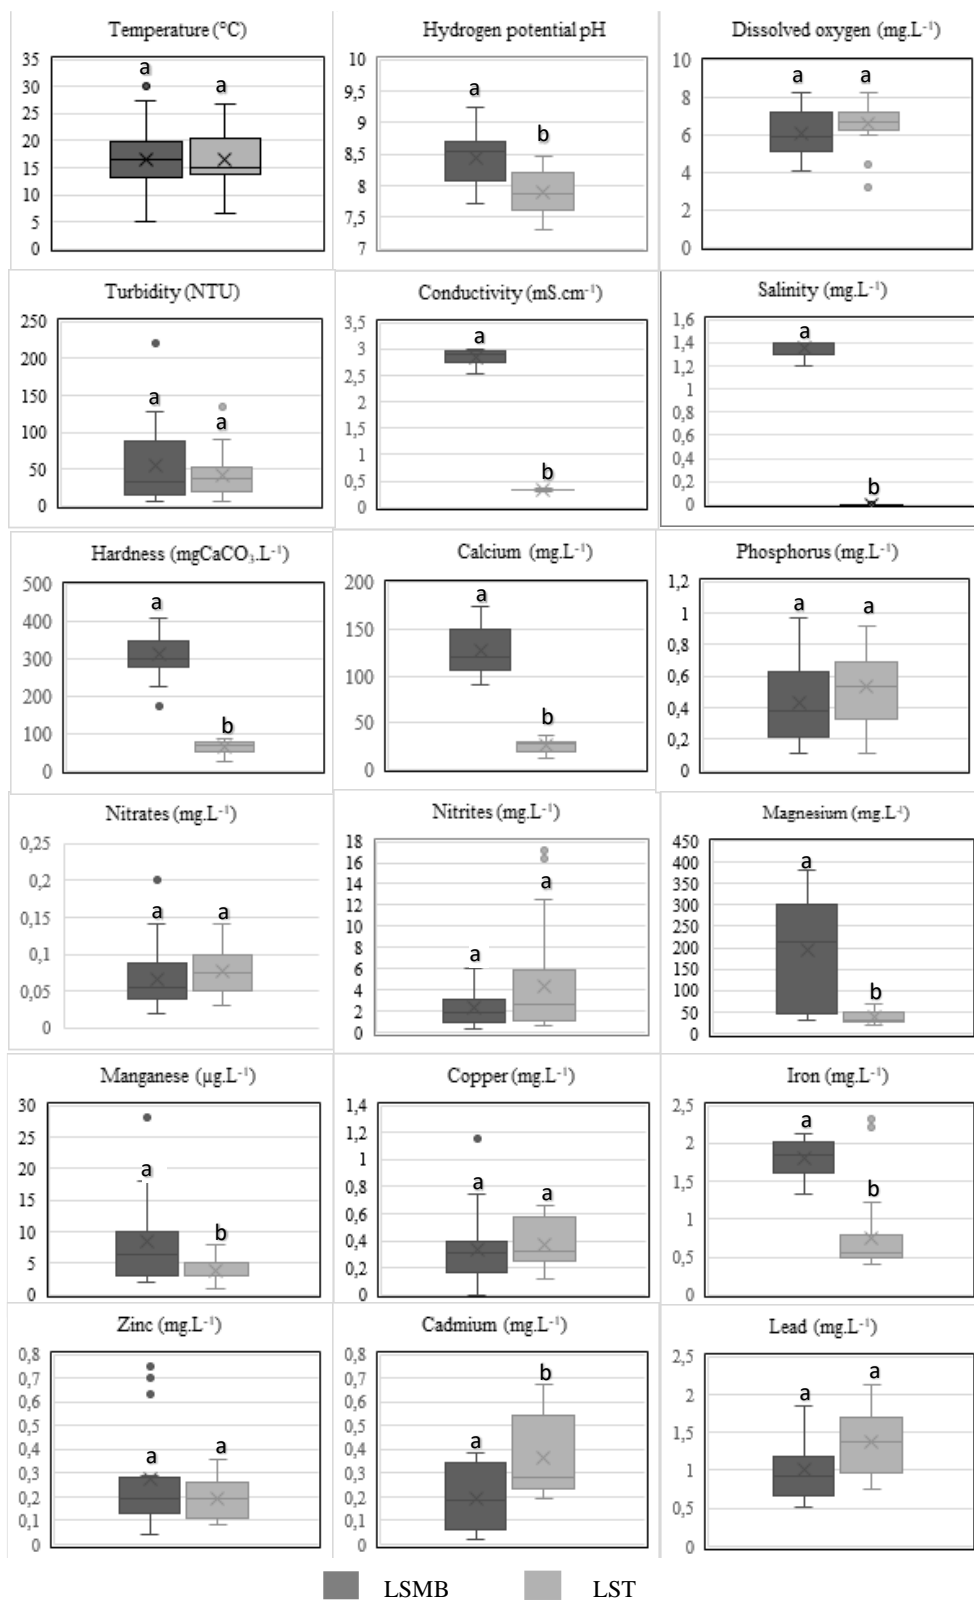 Temperature (°C)
35
30
25
20
15
10
5
0
a
a
Hydrogen potential pH
10
9,5
9
8,5
8
7,5
7
a
b
Dissolved oxygen (mg.L⁻¹)
10
8
6
4
2
0
a
a
Turbidity (NTU)
250
200
150
100
50
0
a
a
Conductivity (mS.cm⁻¹)
3,5
3
2,5
2
1,5
1
0,5
0
a
b
Salinity (mg.L⁻¹)
1,6
1,4
1,2
1
0,8
0,6
0,4
0,2
0
a
b
Hardness (mgCaCO₃.L⁻¹)
500
400
300
200
100
0
a
b
Calcium (mg.L⁻¹)
200
150
100
50
0
a
b
Phosphorus (mg.L⁻¹)
1,2
1
0,8
0,6
0,4
0,2
0
a
a
Nitrates (mg.L⁻¹)
0,25
0,2
0,15
0,1
0,05
0
a
a
Nitrites (mg.L⁻¹)
18
16
14
12
10
8
6
4
2
0
a
a
Magnesium (mg.L⁻¹)
450
400
350
300
250
200
150
100
50
0
a
b
Manganese (µg.L⁻¹)
30
25
20
15
10
5
0
a
b
Copper (mg.L⁻¹)
1,4
1,2
1
0,8
0,6
0,4
0,2
0
a
a
Iron (mg.L⁻¹)
2,5
2
1,5
1
0,5
0
a
b
Zinc (mg.L⁻¹)
0,8
0,7
0,6
0,5
0,4
0,3
0,2
0,1
0
a
a
Cadmium (mg.L⁻¹)
0,8
0,7
0,6
0,5
0,4
0,3
0,2
0,1
0
a
b
Lead (mg.L⁻¹)
2,5
2
1,5
1
0,5
0
a
a
LSMB LST